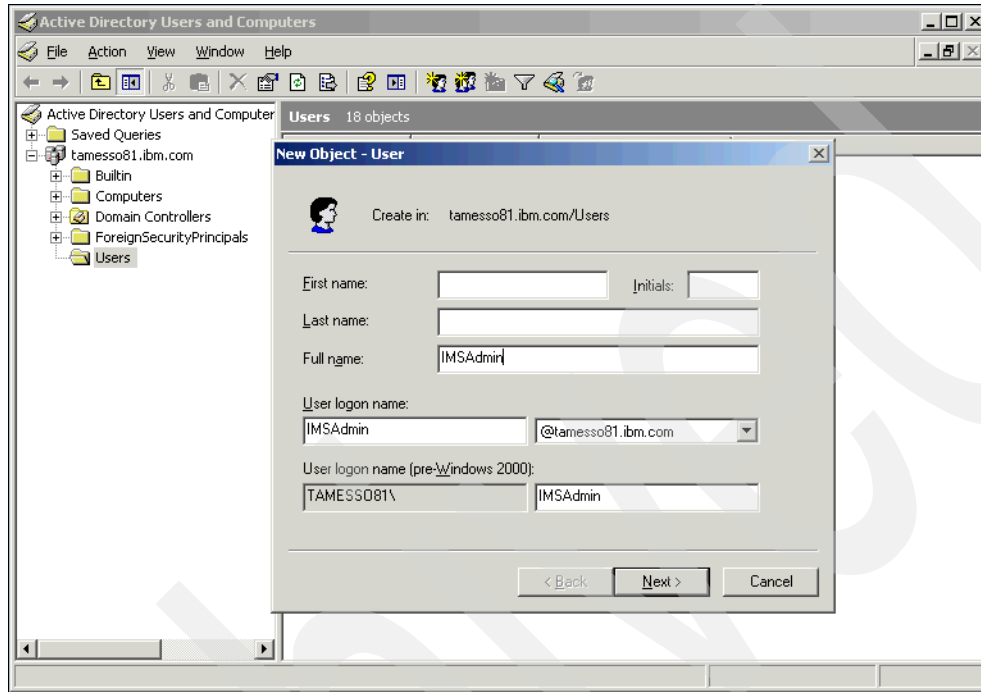 Active Directory Users and Computers
File Action View Window Help
Active Directory Users and Computer
Saved Queries
tamesso81.ibm.com
Builtin
Computers
Domain Controllers
ForeignSecurityPrincipals
Users
Users 18 objects
New Object - User
Create in: tamesso81.ibm.com/Users
First name: Initials:
Last name:
Full name: IMSAdmin
User logon name:
IMSAdmin @tamesso81.ibm.com
User logon name (pre-Windows 2000):
TAMESSO81\ IMSAdmin
< Back Next > Cancel